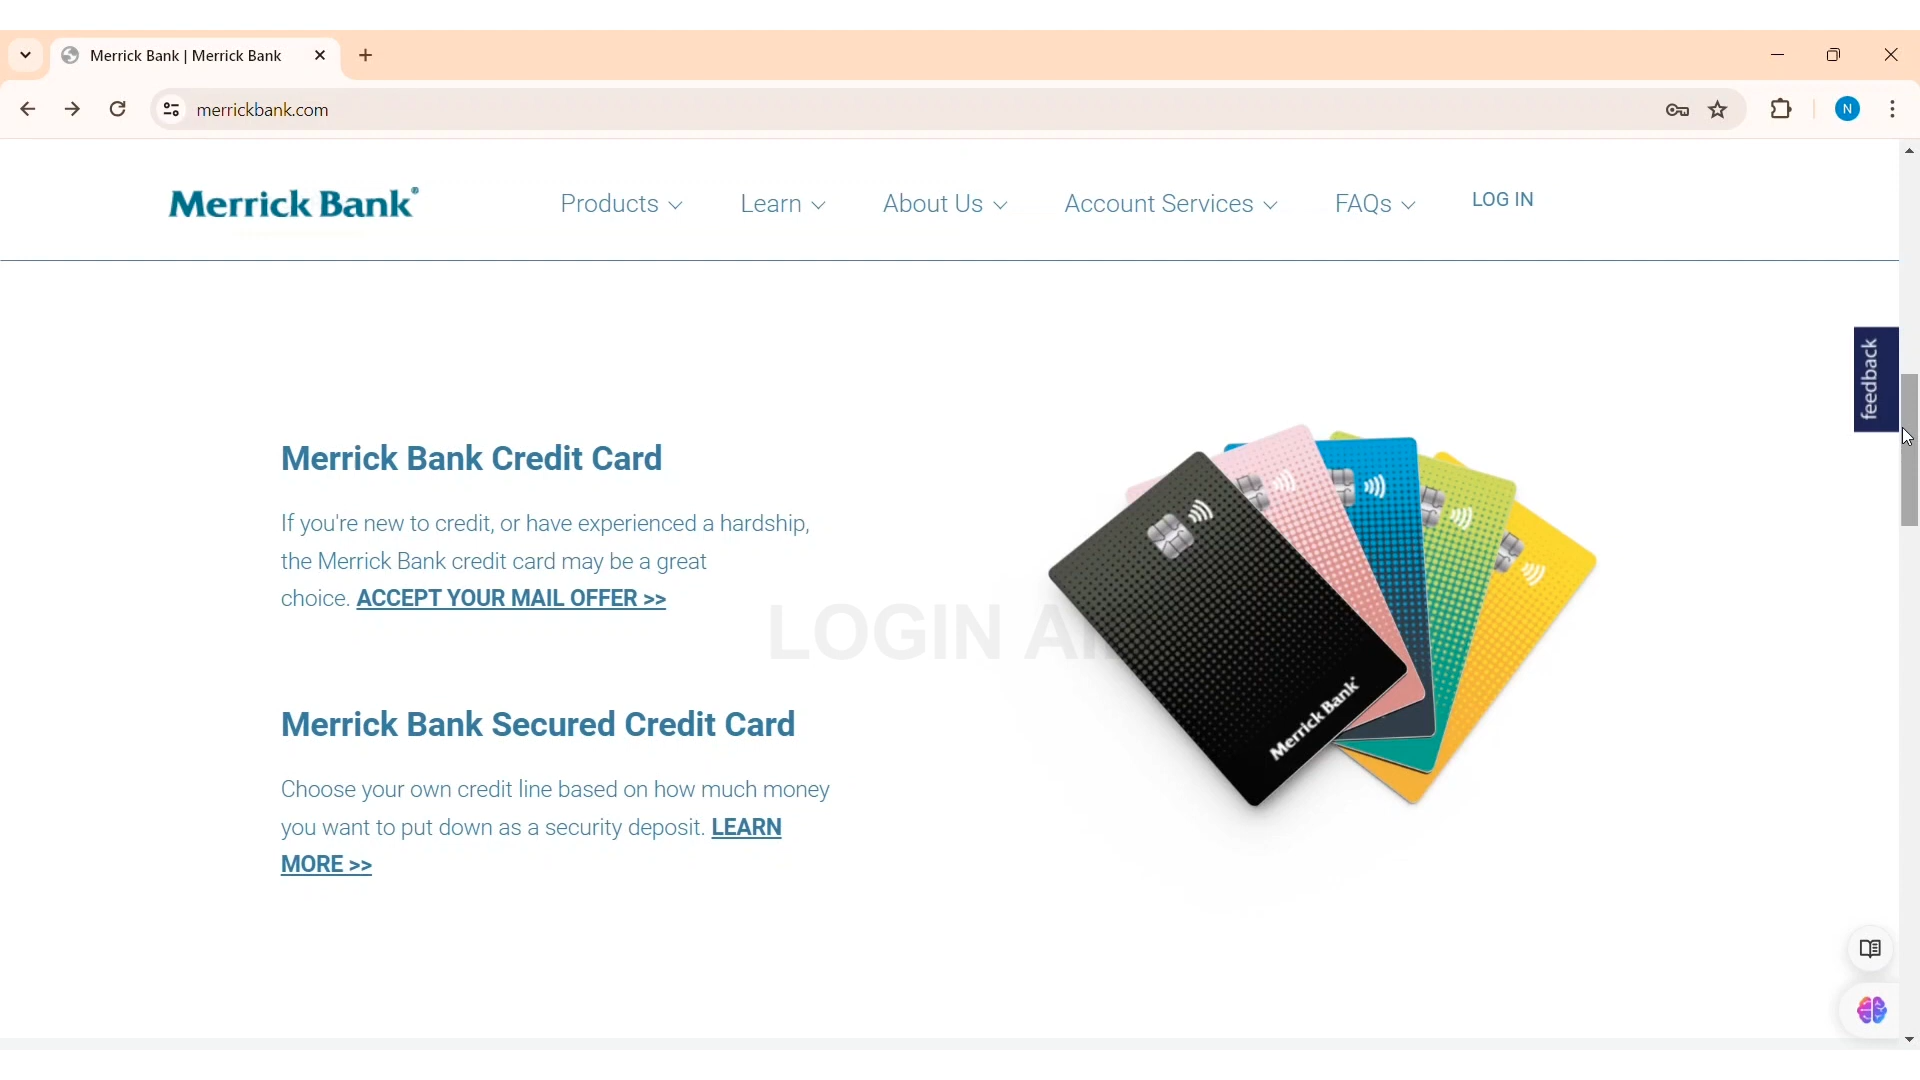 Merrick Bank | Merrick Bank
merrickbank.com
N
Merrick Bank®
Products
Learn
About Us
Account Services
FAQs
LOG IN
feedback
Merrick Bank Credit Card
If you're new to credit, or have experienced a hardship,
the Merrick Bank credit card may be a great
choice. ACCEPT YOUR MAIL OFFER >>
LOGIN
Merrick Bank
Merrick Bank Secured Credit Card
Choose your own credit line based on how much money
you want to put down as a security deposit. LEARN
MORE >>